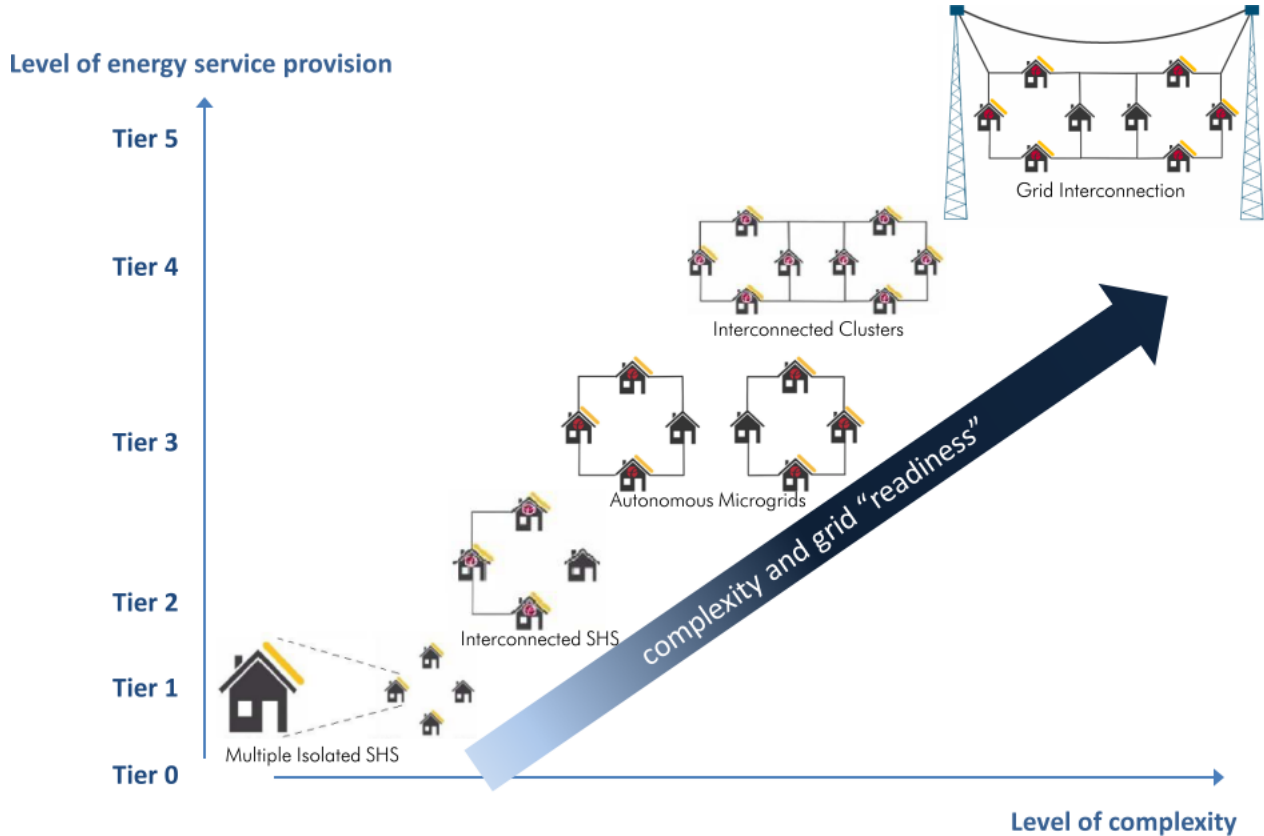 Level of energy service provision
Tier 5
Grid Interconnection
Tier 4
Interconnected Clusters
Tier 3
Autonomous Microgrids
complexity and grid “readiness”
Tier 2
Interconnected SHS
Tier 1
Multiple Isolated SHS
Tier 0
Level of complexity